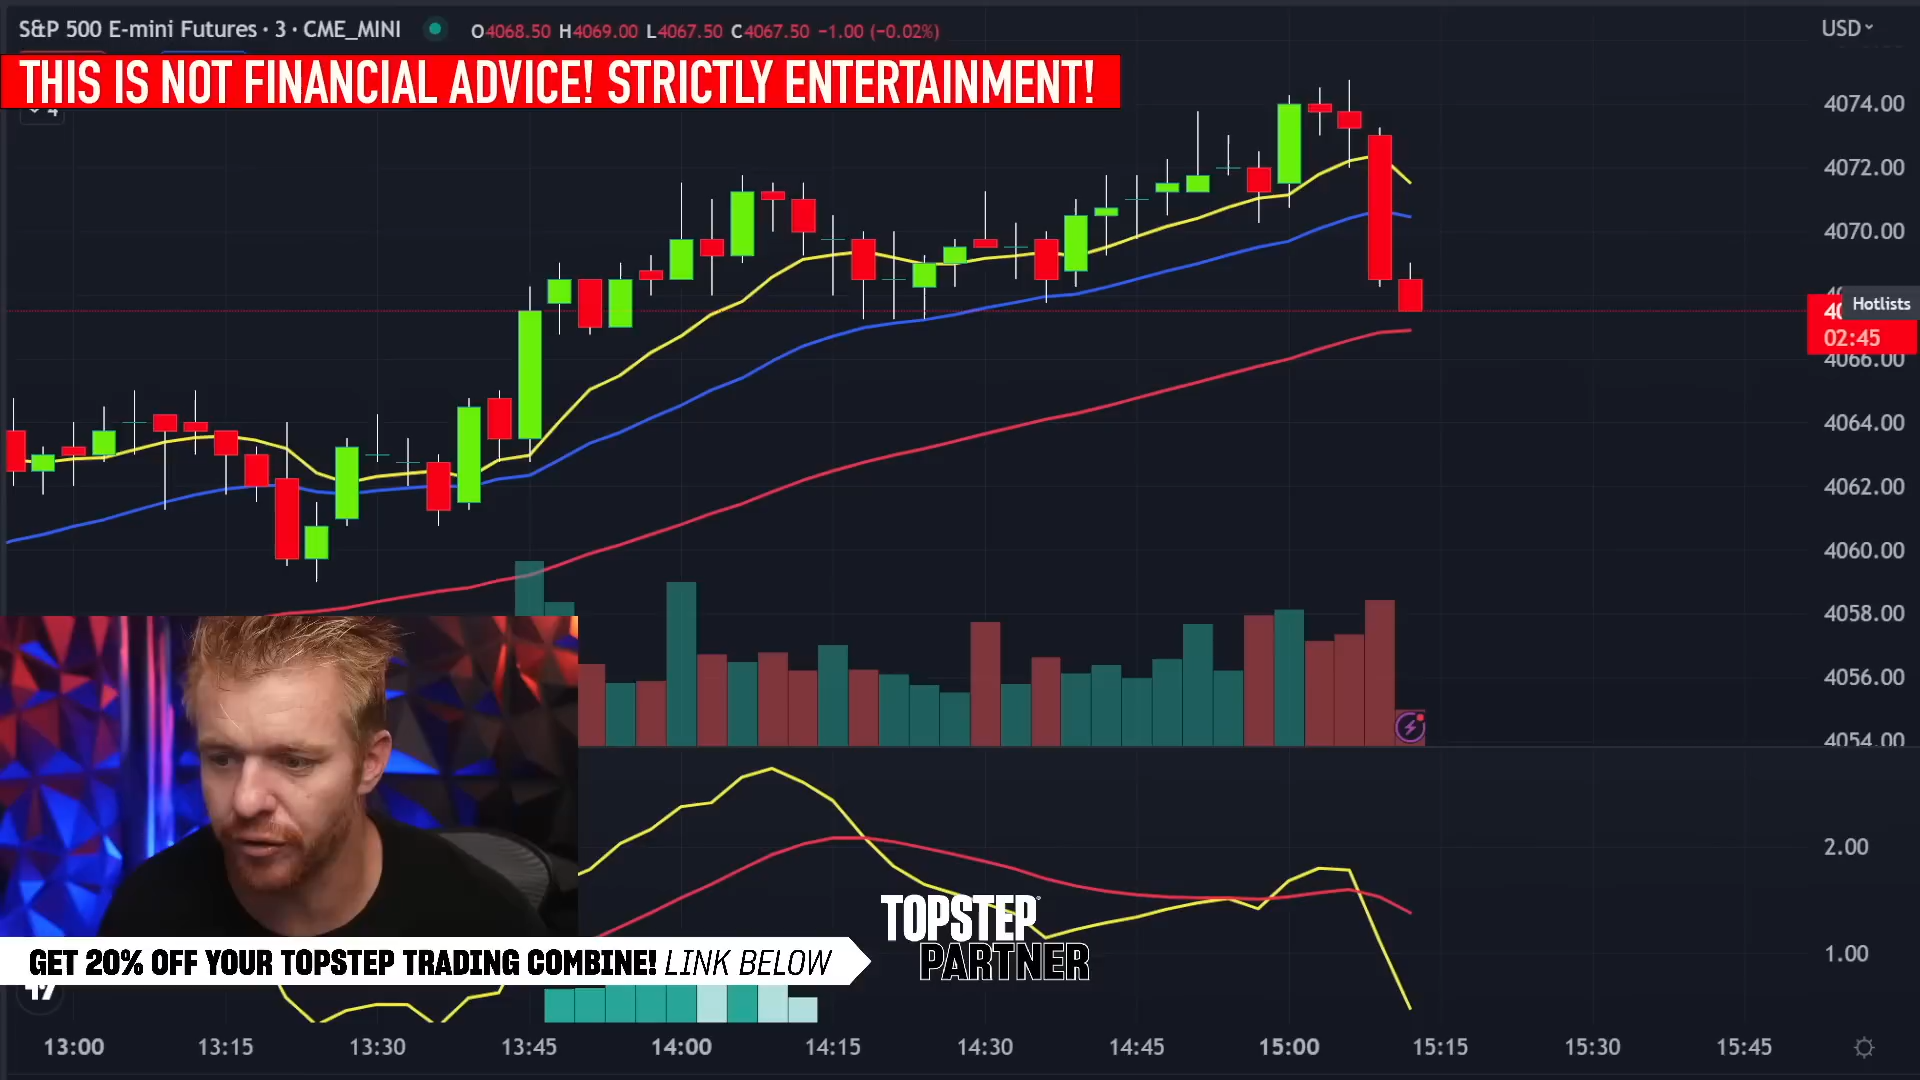 S&P 500 E-mini Futures · 3 · CME_MINI
O4068.50 H4069.00 L4067.50 C4067.50 −1.00 (−0.02%)
USD
THIS IS NOT FINANCIAL ADVICE! STRICTLY ENTERTAINMENT!
4
4074.00
4072.00
4070.00
Hotlists
02:45
4066.00
4064.00
4062.00
4060.00
4058.00
4056.00
4054.00
2.00
1.00
TOPSTEP
PARTNER
GET 20% OFF YOUR TOPSTEP TRADING COMBINE! LINK BELOW
13:00 13:15 13:30 13:45 14:00 14:15 14:30 14:45 15:00 15:15 15:30 15:45